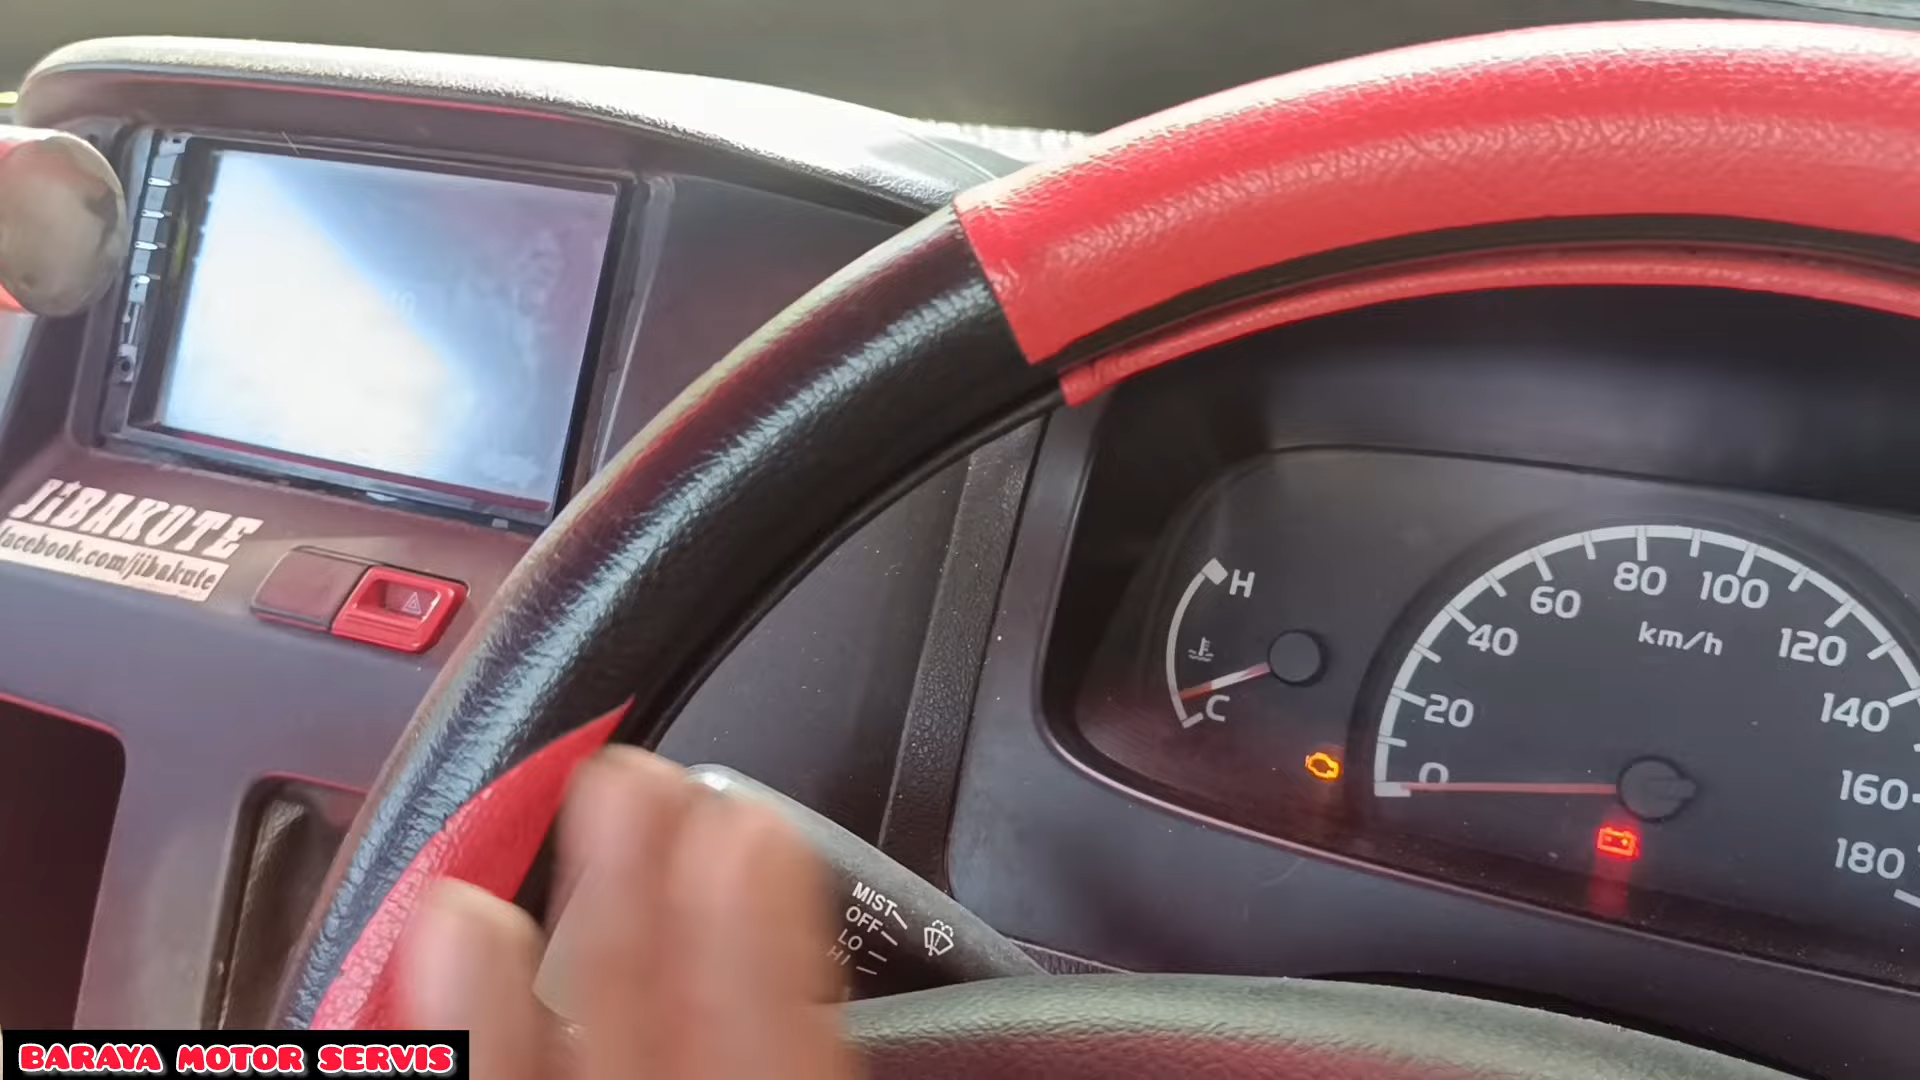 JiBAKUTE
facebook.com/jibakute
H
C
0
20
40
60
80
100
120
140
160
180
km/h
MIST
OFF
LO
HI
BARAYA MOTOR SERVIS